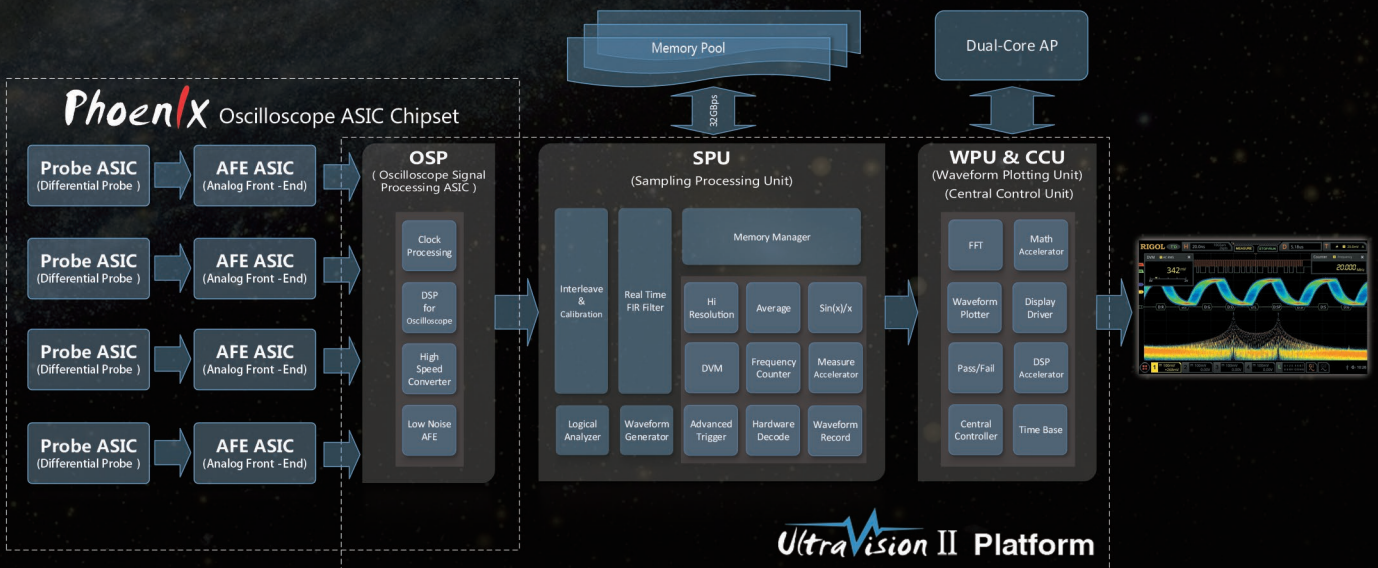 Memory Pool
Dual-Core AP
32GBps
PhoenIx Oscilloscope ASIC Chipset
Probe ASIC
(Differential Probe )
AFE ASIC
(Analog Front -End)
Probe ASIC
(Differential Probe )
AFE ASIC
(Analog Front -End)
Probe ASIC
(Differential Probe )
AFE ASIC
(Analog Front -End)
Probe ASIC
(Differential Probe )
AFE ASIC
(Analog Front -End)
OSP
( Oscilloscope Signal
Processing ASIC )
Clock
Processing
DSP
for
Oscilloscope
High
Speed
Converter
Low Noise
AFE
SPU
(Sampling Processing Unit)
Interleave
&
Calibration
Real Time
FIR Filter
Memory Manager
Hi
Resolution
Average
Sin(x)/x
DVM
Frequency
Counter
Measure
Accelerator
Logical
Analyzer
Waveform
Generator
Advanced
Trigger
Hardware
Decode
Waveform
Record
WPU & CCU
(Waveform Plotting Unit)
(Central Control Unit)
FFT
Math
Accelerator
Waveform
Plotter
Display
Driver
Pass/Fail
DSP
Accelerator
Central
Controller
Time Base
RIGOL
H
D
T
342
20.000
UltraVision II Platform